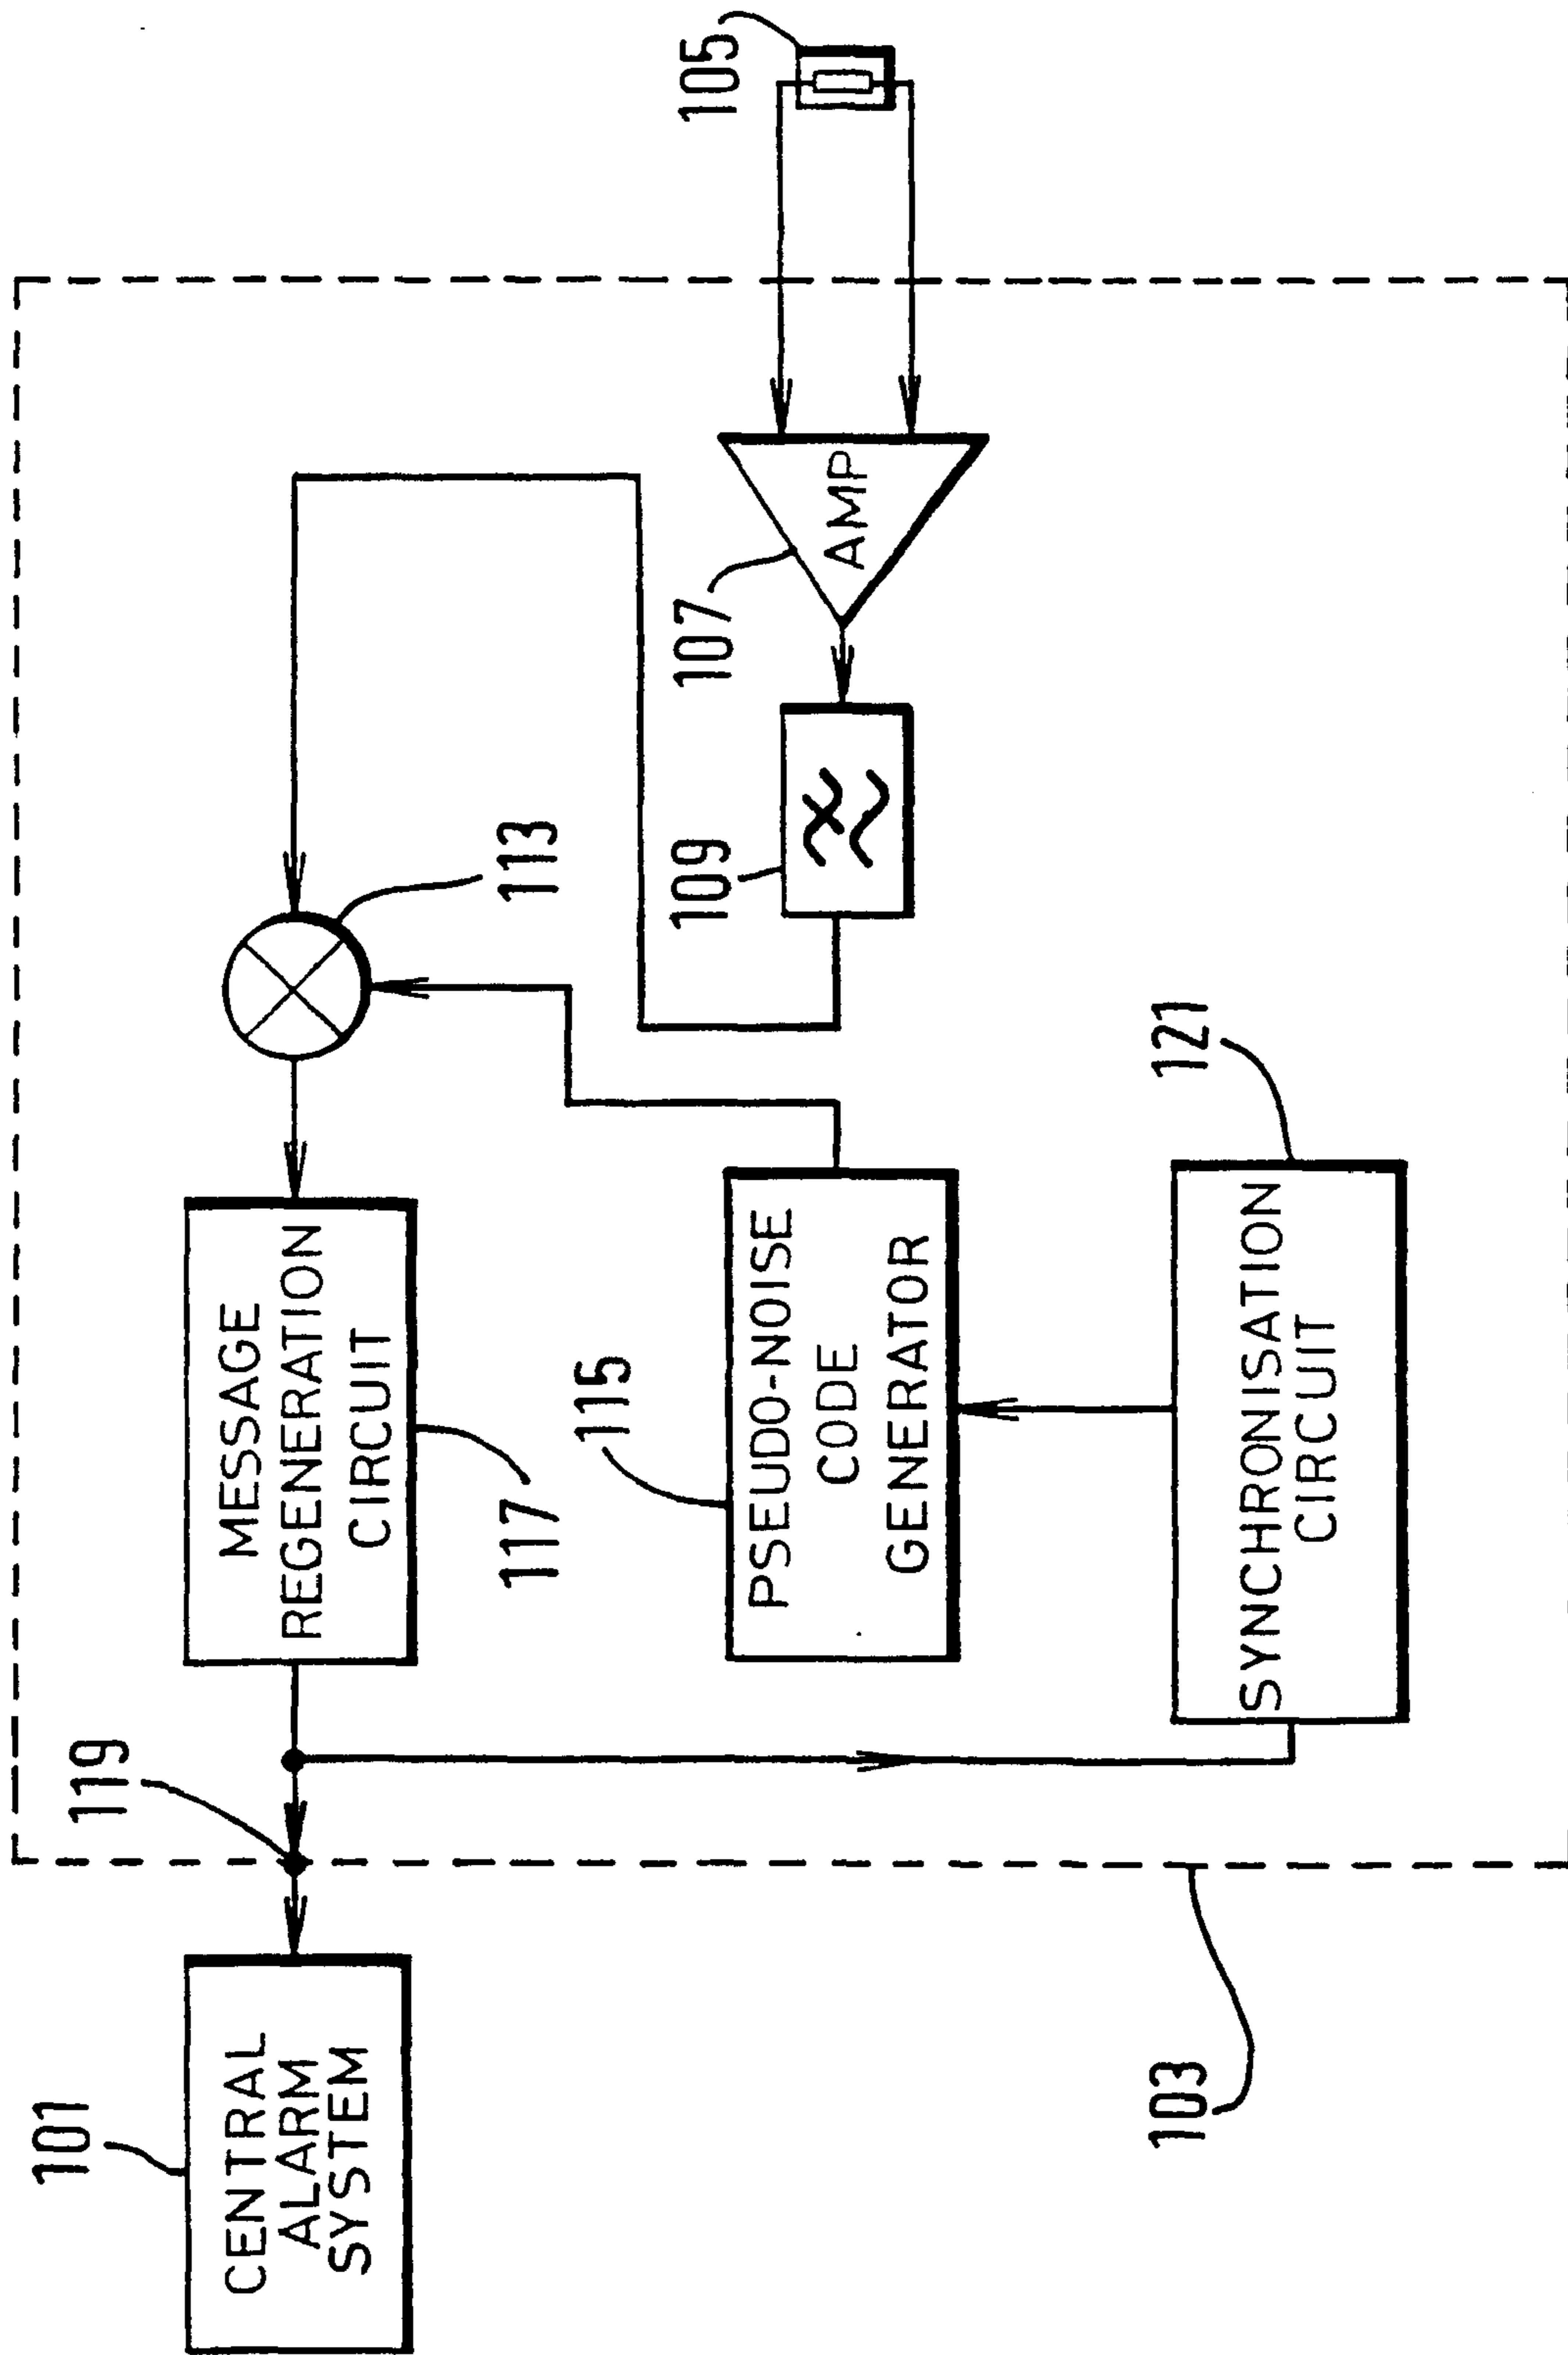 101
CENTRAL
ALARM
SYSTEM
119
MESSAGE
REGENERATION
CIRCUIT
117
113
115
PSEUDO-NOISE
CODE
GENERATOR
109
107
AMP
105
103
SYNCHRONISATION
CIRCUIT
121